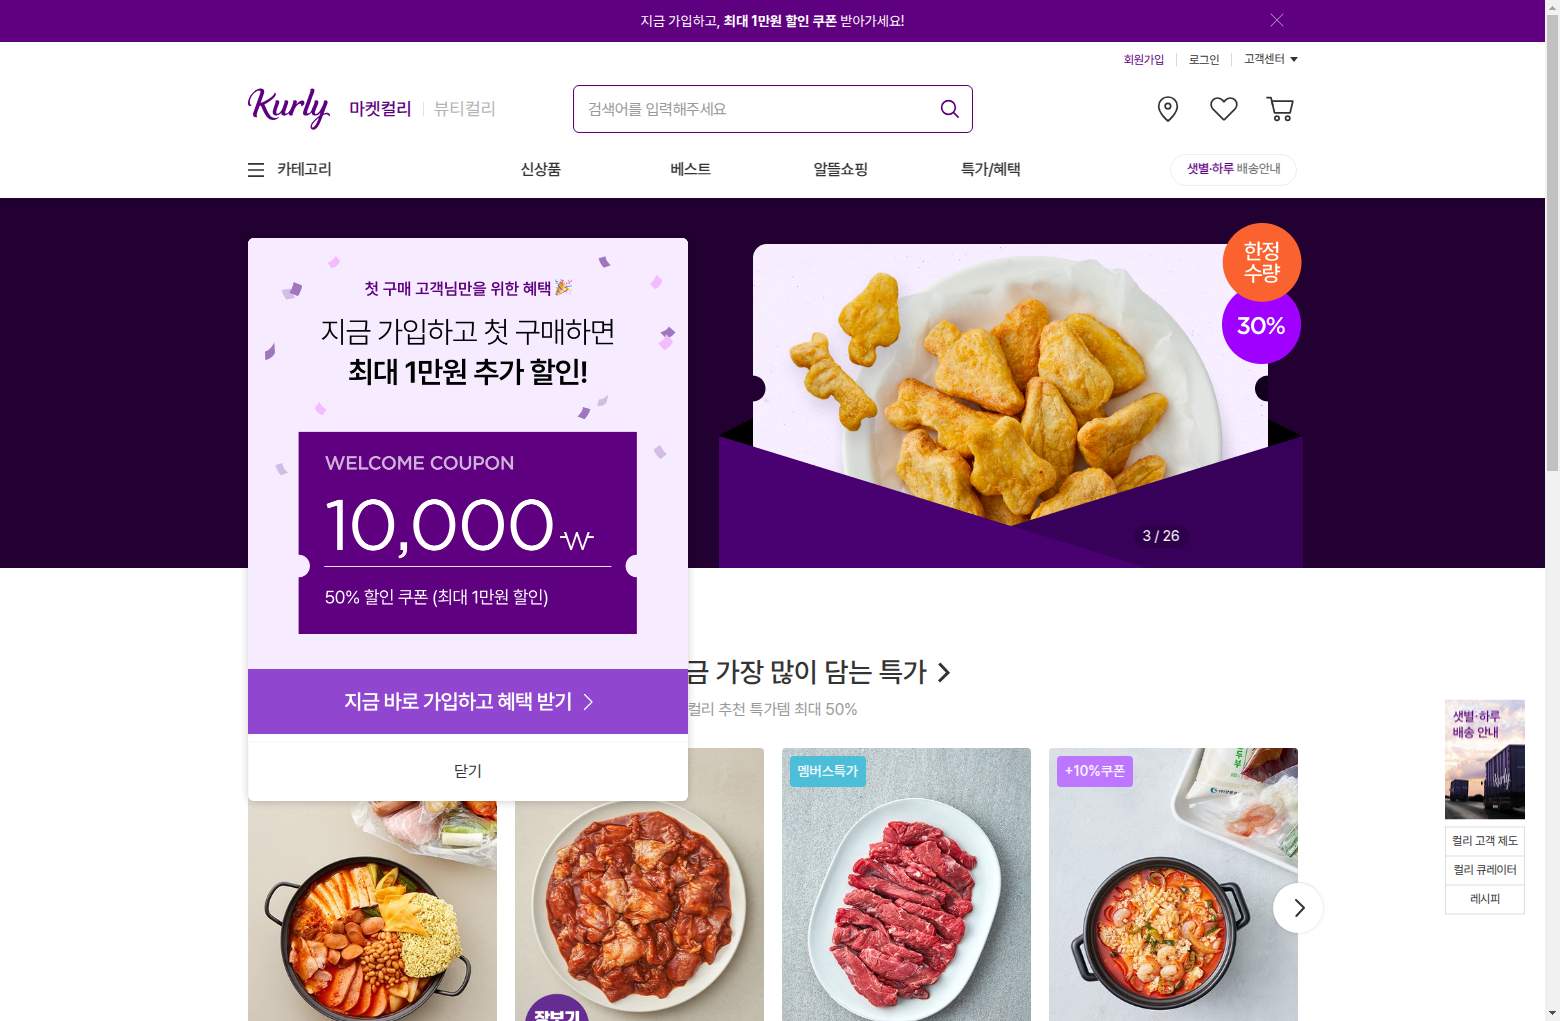 지금 가입하고, 최대 1만원 할인 쿠폰 받아가세요!
회원가입
로그인
고객센터
Kurly
마켓컬리
뷰티컬리
검색어를 입력해주세요
카테고리
신상품
베스트
알뜰쇼핑
특가/혜택
샛별·하루 배송안내
첫 구매 고객님만을 위한 혜택
지금 가입하고 첫 구매하면
최대 1만원 추가 할인!
WELCOME COUPON
10,000₩
50% 할인 쿠폰 (최대 1만원 할인)
지금 바로 가입하고 혜택 받기
닫기
한정
수량
30%
3 / 26
금 가장 많이 담는 특가
컬리 추천 특가템 최대 50%
멤버스특가
+10%쿠폰
잘보기
샛별·하루
배송 안내
Kurly
컬리 고객 제도
컬리 큐레이터
레시피